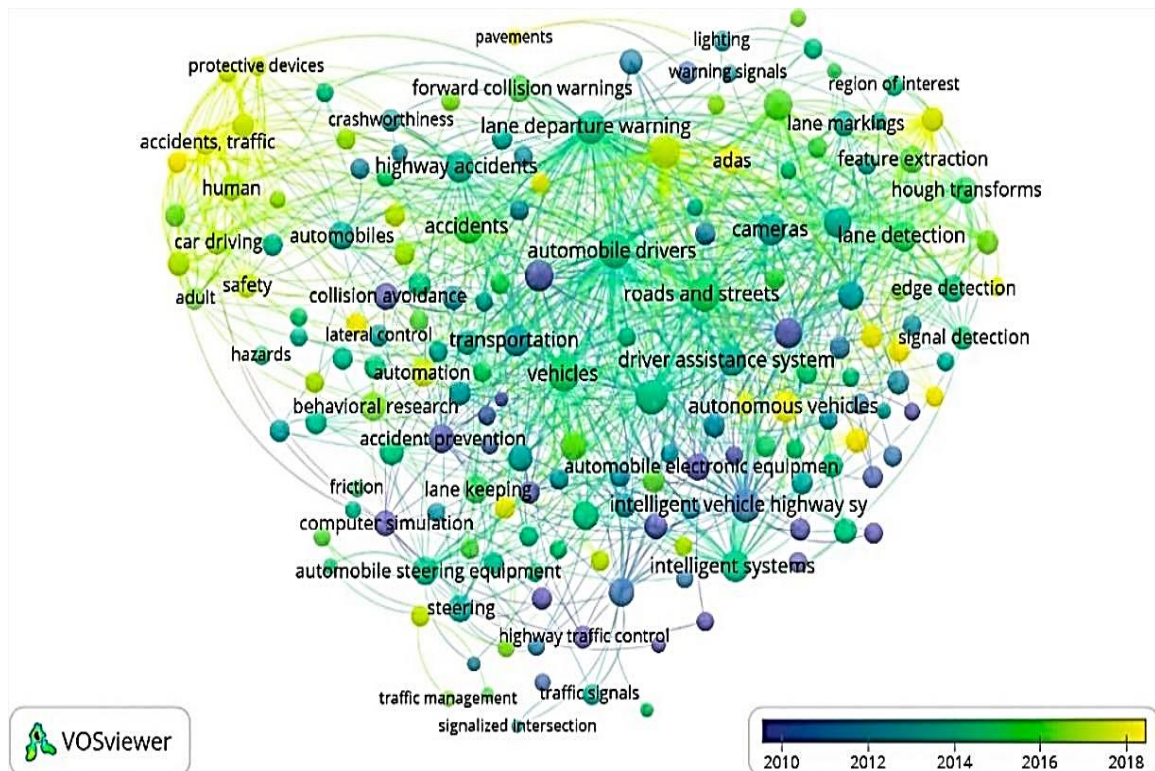 pavements
lighting
protective devices
warning signals
forward collision warnings
region of interest
crashworthiness
lane departure warning
lane markings
accidents, traffic
highway accidents
adas
feature extraction
human
hough transforms
accidents
cameras
car driving
automobiles
lane detection
automobile drivers
safety
edge detection
adult
collision avoidance
roads and streets
lateral control
transportation
signal detection
hazards
driver assistance system
automation
vehicles
behavioral research
autonomous vehicles
accident prevention
automobile electronic equipmen
friction
lane keeping
intelligent vehicle highway sy
computer simulation
intelligent systems
automobile steering equipment
steering
highway traffic control
traffic management
traffic signals
signalized intersection
VOSviewer
2010 2012 2014 2016 2018